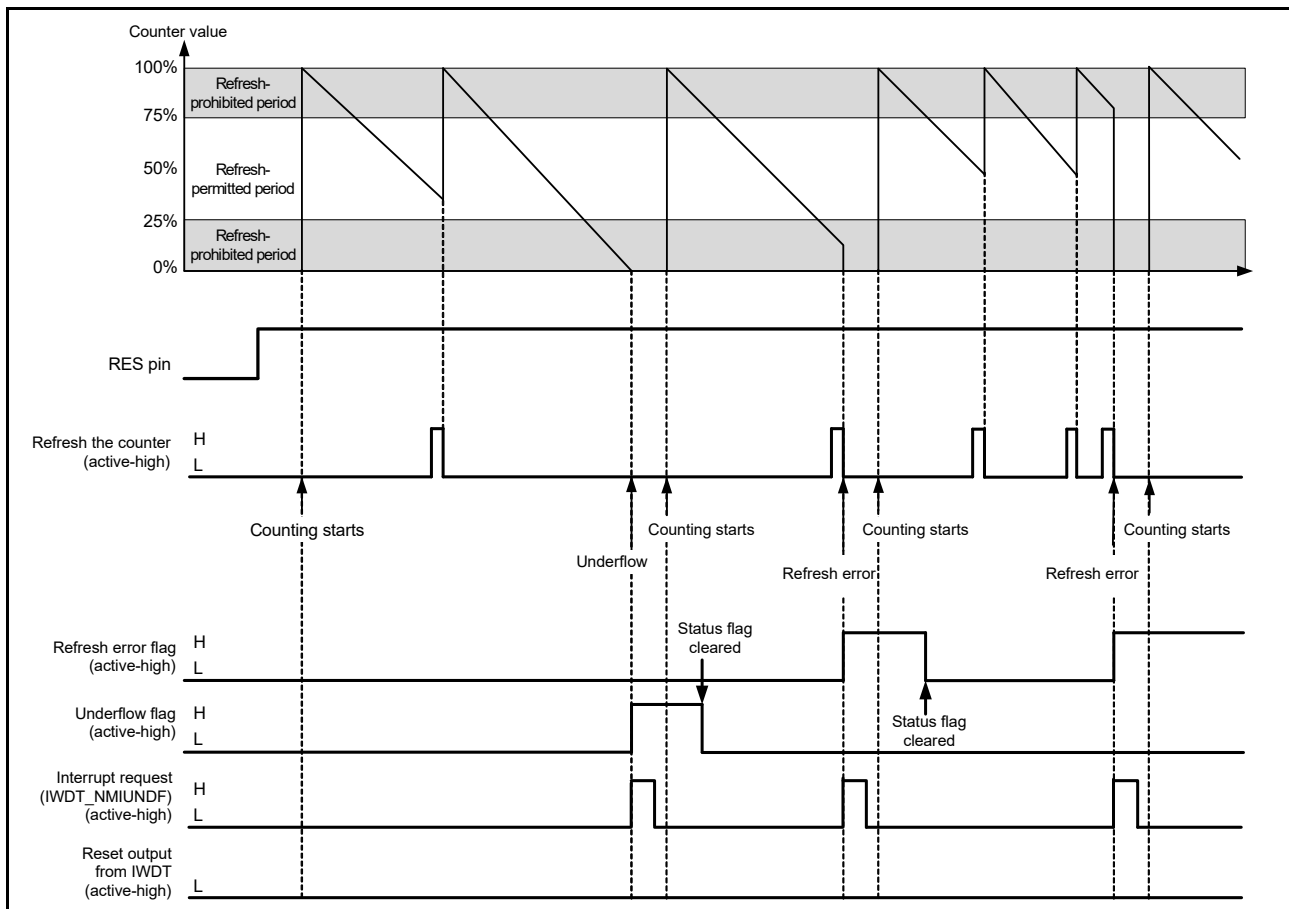 Counter value
100%
Refresh-
prohibited period
75%
50%
Refresh-
permitted period
25%
Refresh-
prohibited period
0%
RES pin
Refresh the counter
(active-high)
H
L
Counting starts
Counting starts
Counting starts
Counting starts
Underflow
Refresh error
Refresh error
Status flag
cleared
Refresh error flag
(active-high)
H
L
Underflow flag
(active-high)
H
L
Status flag
cleared
Interrupt request
(IWDT_NMIUNDF)
(active-high)
H
L
Reset output
from IWDT
(active-high)
L